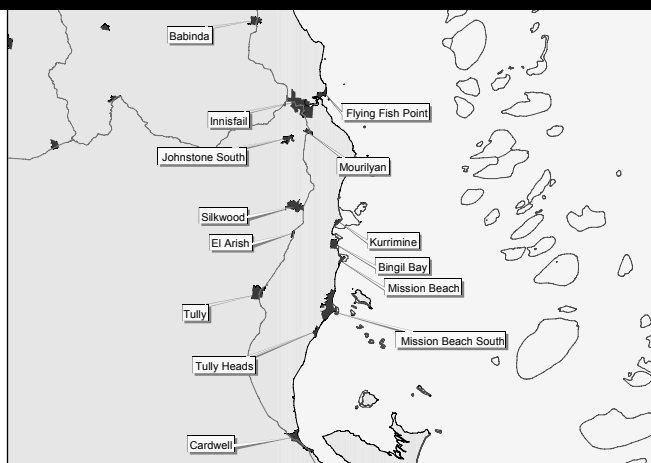 Babinda
Flying Fish Point
Innisfail
Johnstone South
Mourilyan
Silkwood
El Arish
Kurrimine
Bingil Bay
Mission Beach
Tully
Mission Beach South
Tully Heads
Cardwell